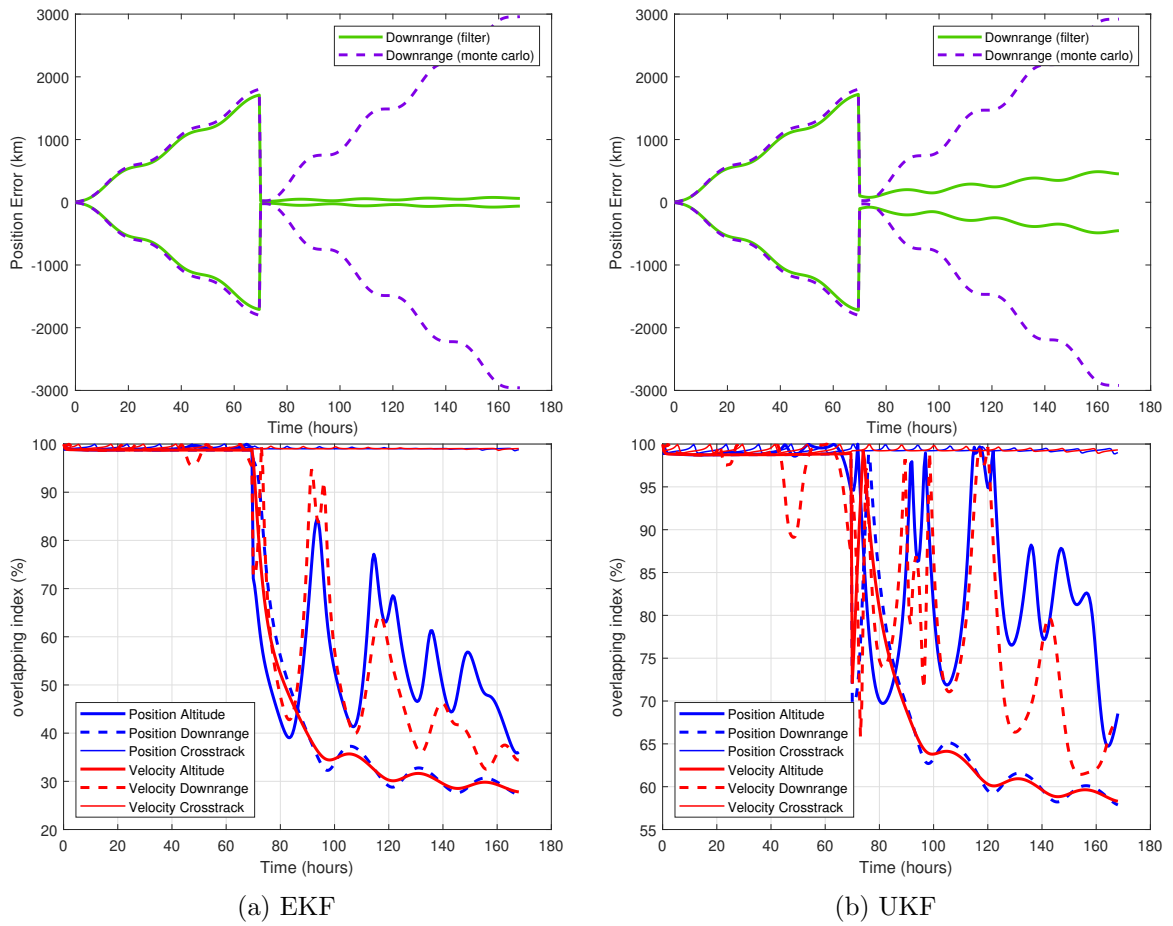 3000
2000
1000
0
-1000
-2000
-3000
Position Error (km)
Downrange (filter)
Downrange (monte carlo)
0 20 40 60 80 100 120 140 160 180
Time (hours)
3000
2000
1000
0
-1000
-2000
-3000
Position Error (km)
Downrange (filter)
Downrange (monte carlo)
0 20 40 60 80 100 120 140 160 180
Time (hours)
100
90
80
70
60
50
40
30
20
overlapping index (%)
Position Altitude
Position Downrange
Position Crosstrack
Velocity Altitude
Velocity Downrange
Velocity Crosstrack
0 20 40 60 80 100 120 140 160 180
Time (hours)
100
95
90
85
80
75
70
65
60
55
overlapping index (%)
Position Altitude
Position Downrange
Position Crosstrack
Velocity Altitude
Velocity Downrange
Velocity Crosstrack
0 20 40 60 80 100 120 140 160 180
Time (hours)
(a) EKF
(b) UKF